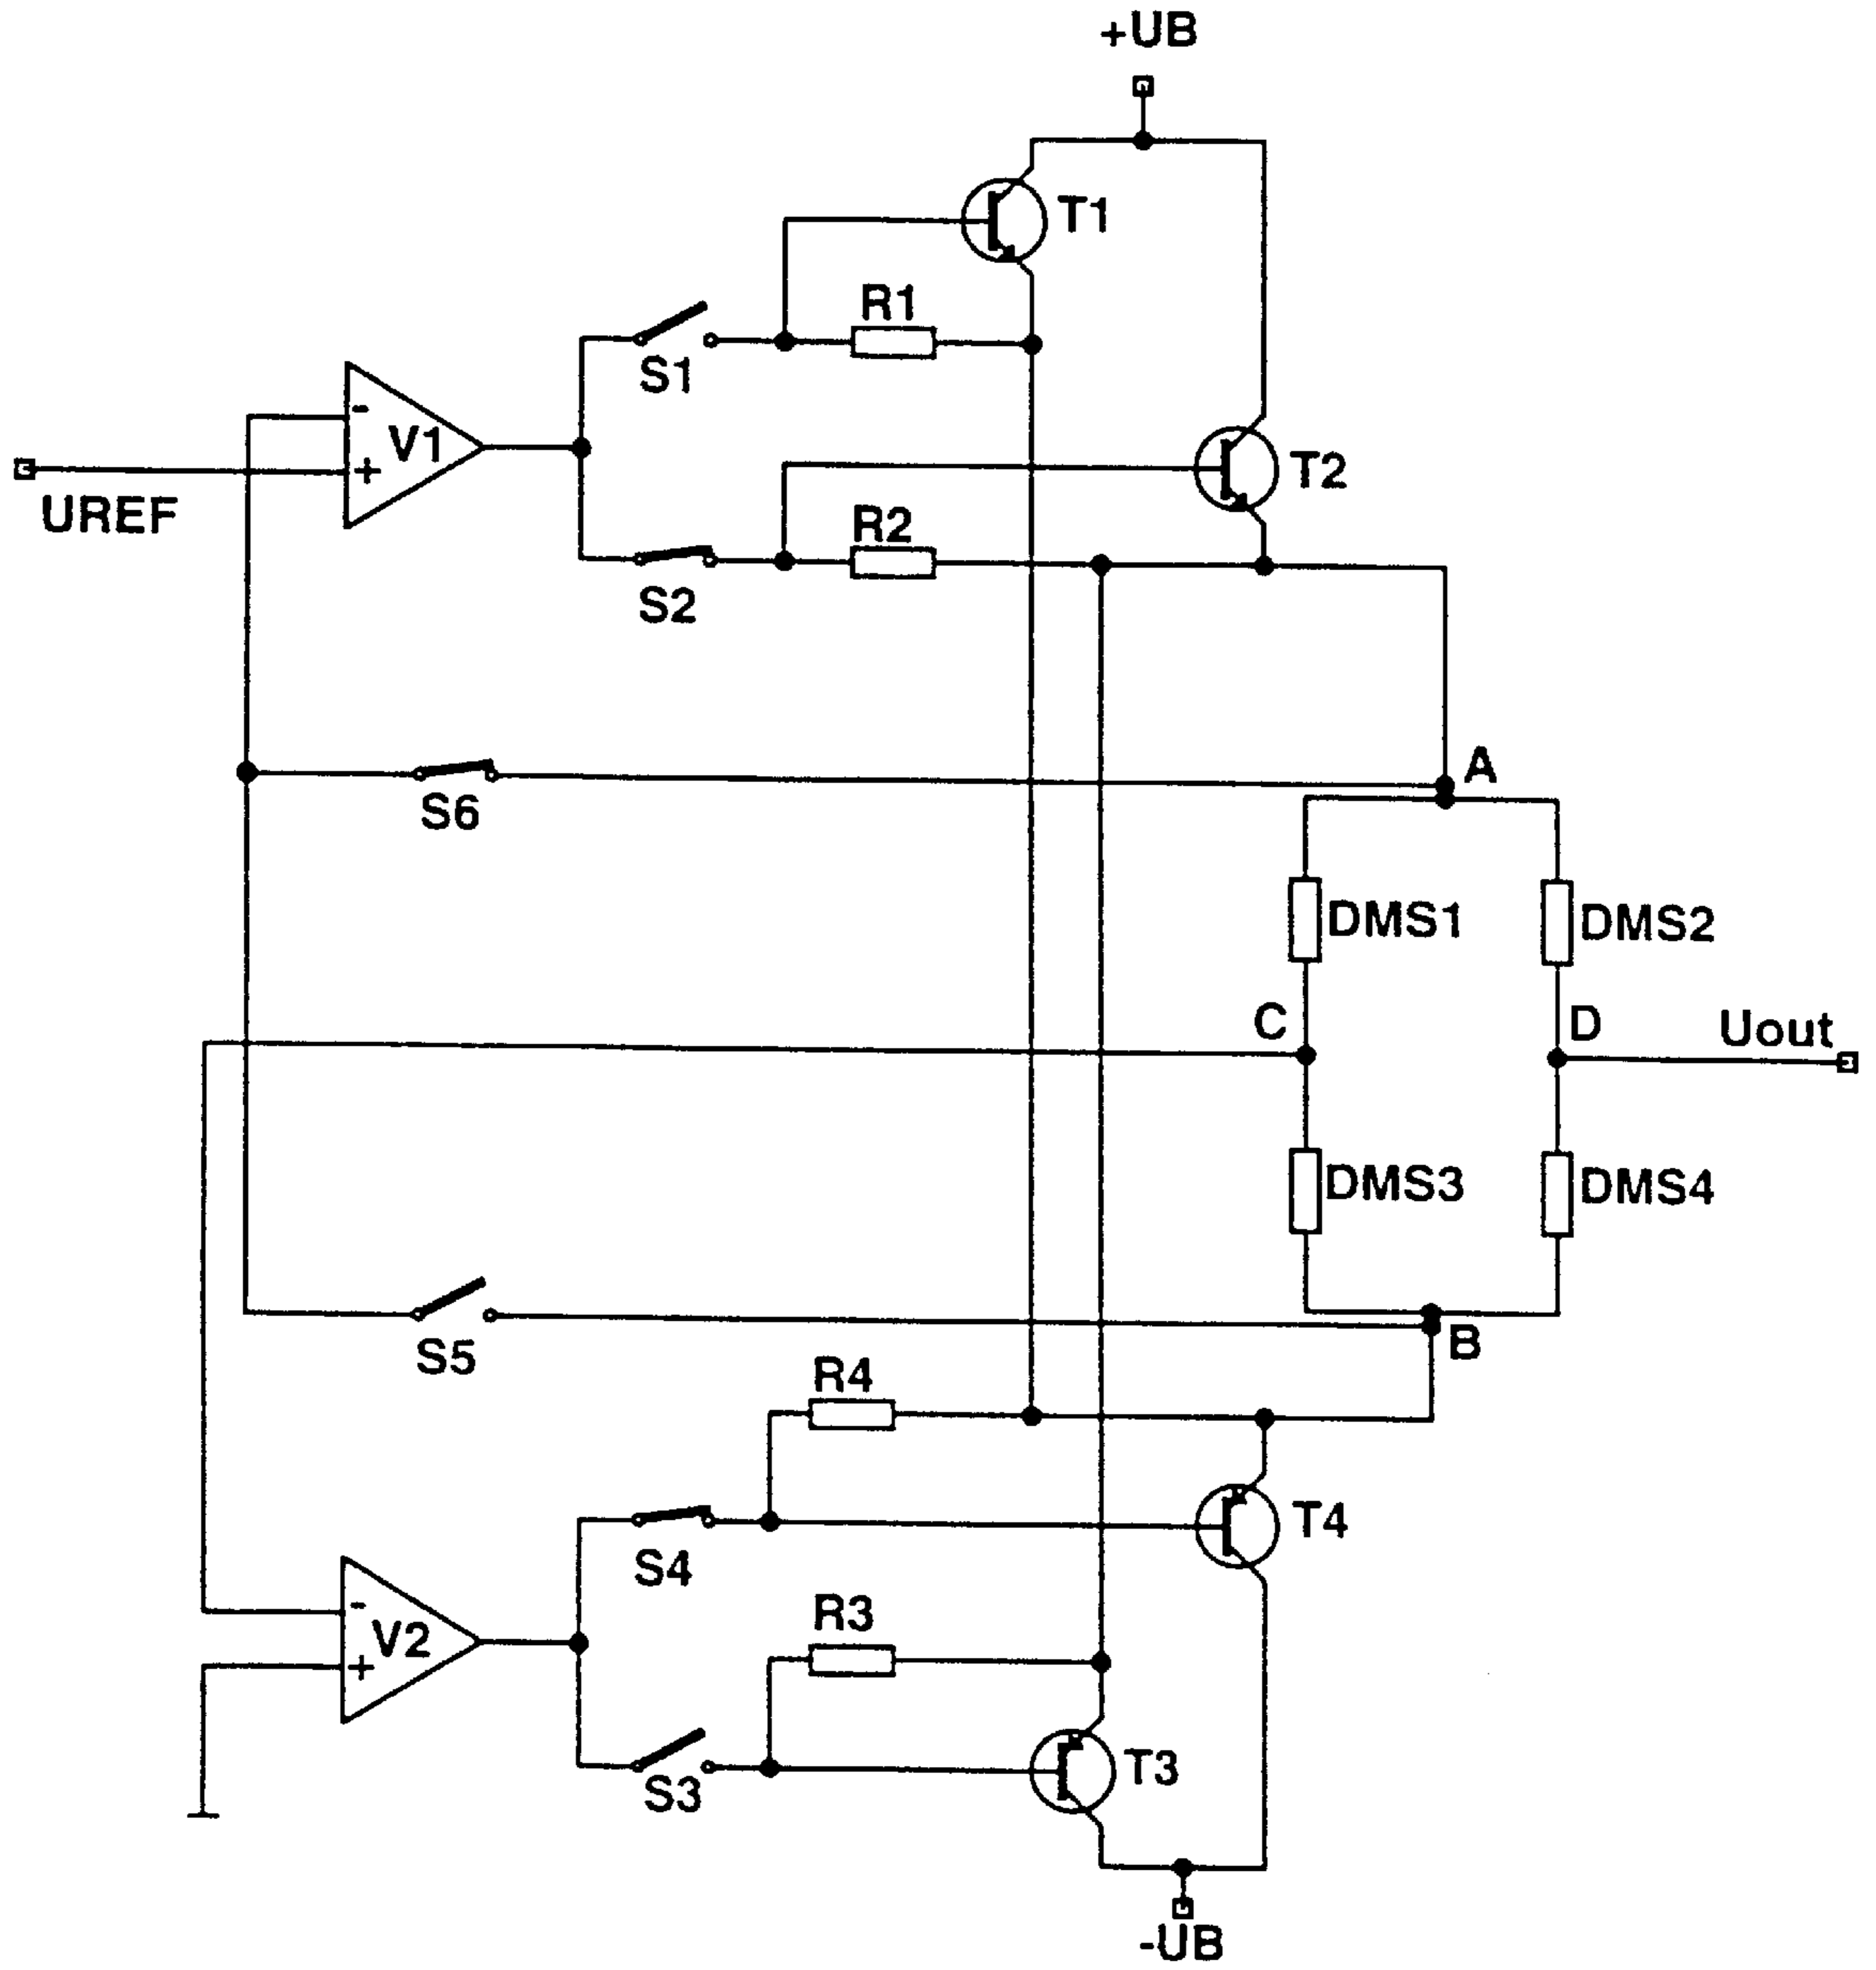 +UB
T1
R1
S1
-
V1
+
UREF
T2
R2
S2
A
S6
DMS1
DMS2
C
D
Uout
DMS3
DMS4
S5
B
R4
S4
T4
R3
-
V2
+
S3
T3
-UB